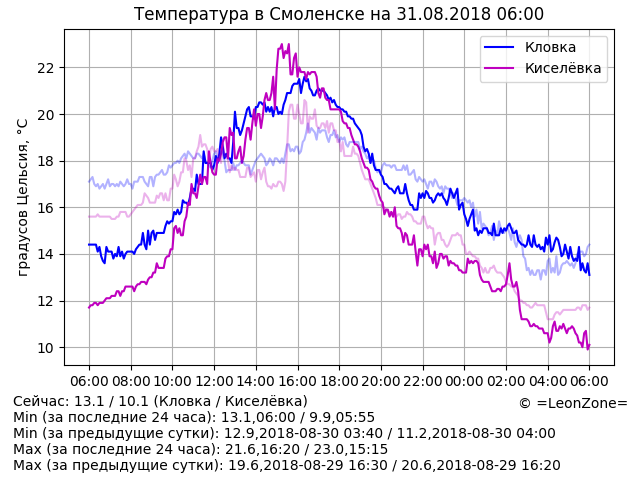 Температура в Смоленске на 31.08.2018 06:00
Кловка
Киселёвка
градусов Цельсия, °C
22
20
18
16
14
12
10
06:00 08:00 10:00 12:00 14:00 16:00 18:00 20:00 22:00 00:00 02:00 04:00 06:00
Сейчас: 13.1 / 10.1 (Кловка / Киселёвка)
© =LeonZone=
Min (за последние 24 часа): 13.1,06:00 / 9.9,05:55
Min (за предыдущие сутки): 12.9,2018-08-30 03:40 / 11.2,2018-08-30 04:00
Max (за последние 24 часа): 21.6,16:20 / 23.0,15:15
Max (за предыдущие сутки): 19.6,2018-08-29 16:30 / 20.6,2018-08-29 16:20